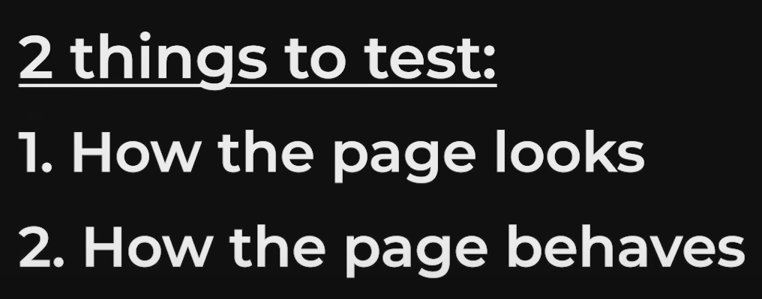 2 things to test:
1. How the page looks
2. How the page behaves